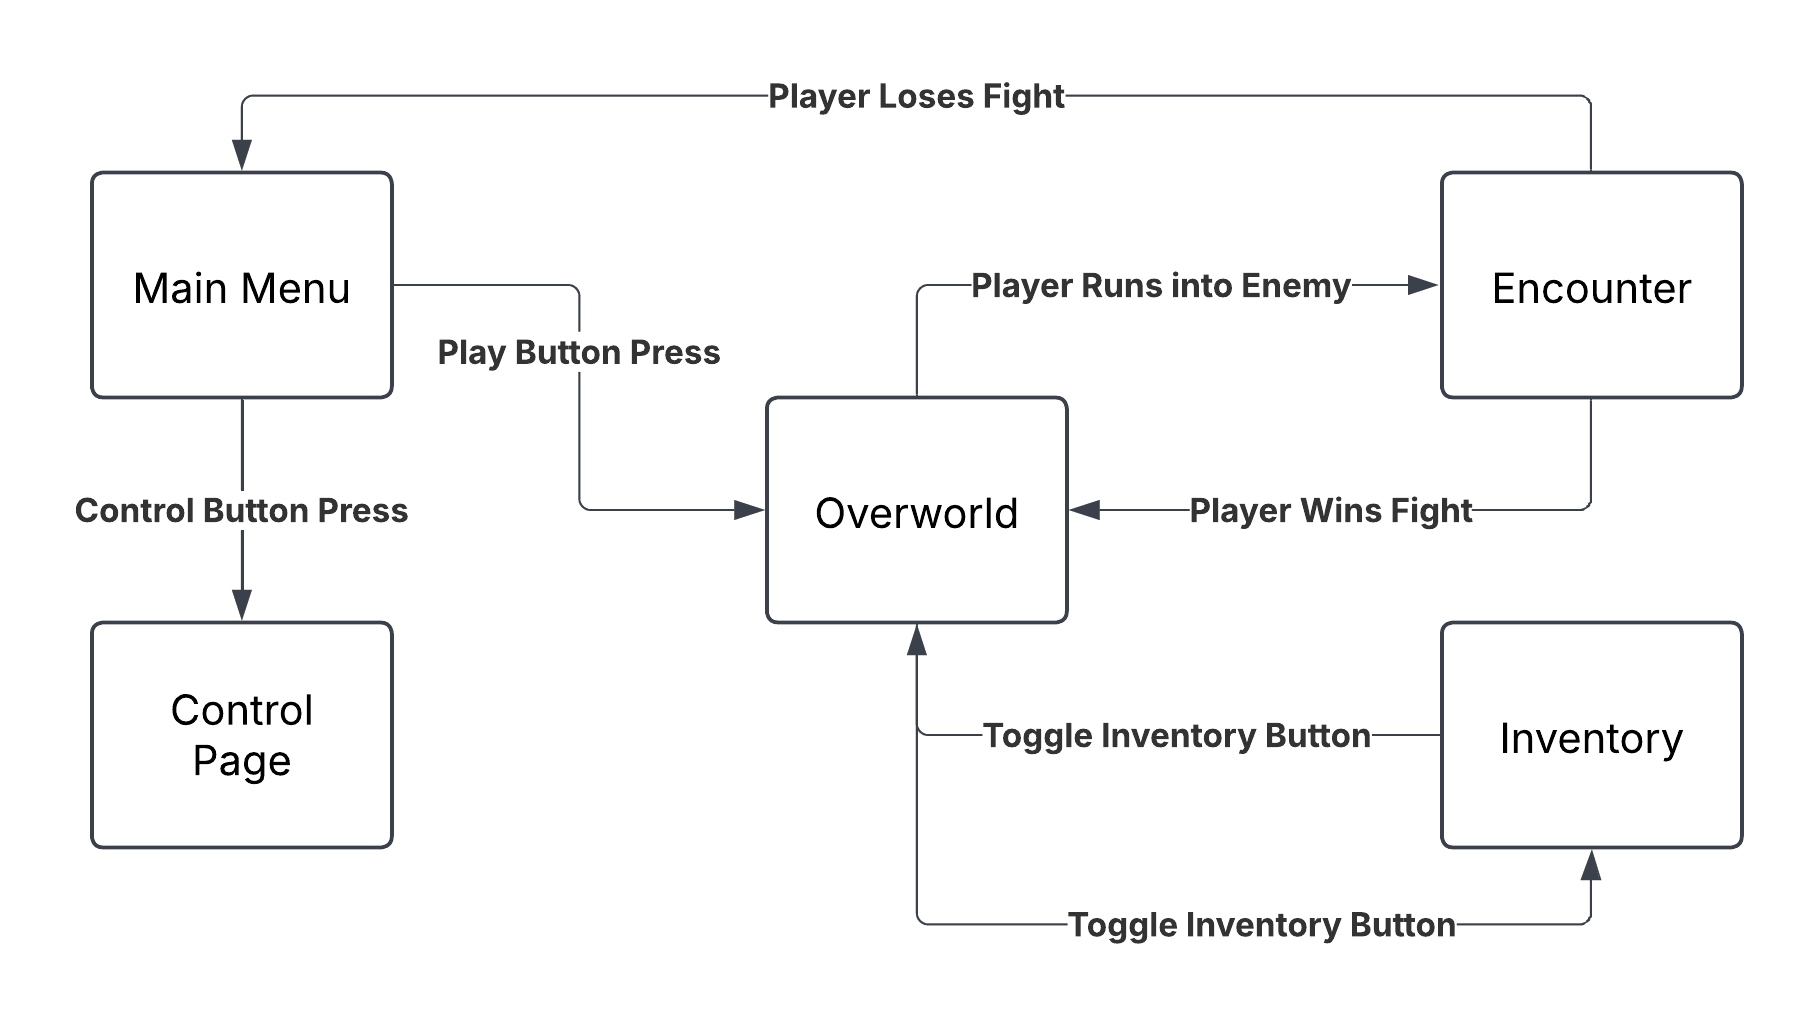 Player Loses Fight
Main Menu
Player Runs into Enemy
Encounter
Play Button Press
Control Button Press
Overworld
Player Wins Fight
Control
Page
Toggle Inventory Button
Inventory
Toggle Inventory Button